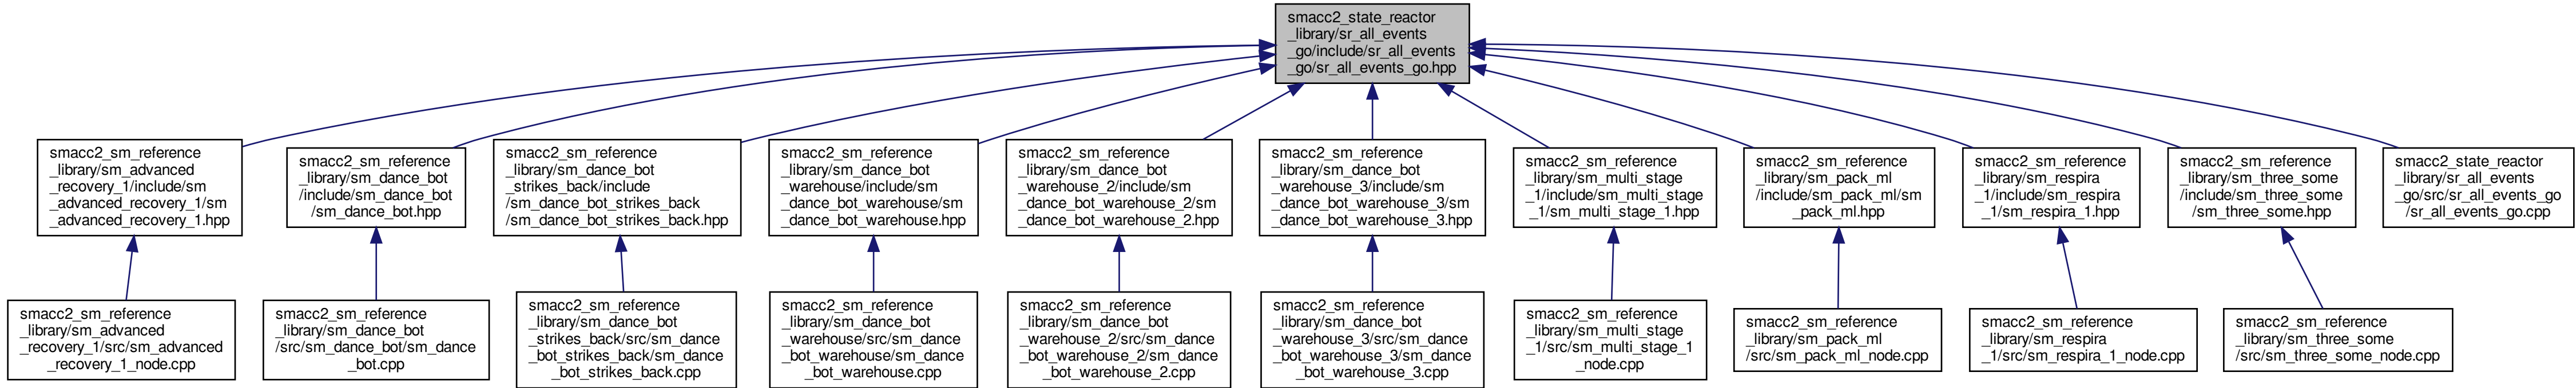 smacc2_state_reactor
_library/sr_all_events
_go/include/sr_all_events
_go/sr_all_events_go.hpp
smacc2_sm_reference
_library/sm_advanced
_recovery_1/include/sm
_advanced_recovery_1/sm
_advanced_recovery_1.hpp
smacc2_sm_reference
_library/sm_dance_bot
/include/sm_dance_bot
/sm_dance_bot.hpp
smacc2_sm_reference
_library/sm_dance_bot
_strikes_back/include
/sm_dance_bot_strikes_back
/sm_dance_bot_strikes_back.hpp
smacc2_sm_reference
_library/sm_dance_bot
_warehouse/include/sm
_dance_bot_warehouse/sm
_dance_bot_warehouse.hpp
smacc2_sm_reference
_library/sm_dance_bot
_warehouse_2/include/sm
_dance_bot_warehouse_2/sm
_dance_bot_warehouse_2.hpp
smacc2_sm_reference
_library/sm_dance_bot
_warehouse_3/include/sm
_dance_bot_warehouse_3/sm
_dance_bot_warehouse_3.hpp
smacc2_sm_reference
_library/sm_multi_stage
_1/include/sm_multi_stage
_1/sm_multi_stage_1.hpp
smacc2_sm_reference
_library/sm_pack_ml
/include/sm_pack_ml/sm
_pack_ml.hpp
smacc2_sm_reference
_library/sm_respira
_1/include/sm_respira
_1/sm_respira_1.hpp
smacc2_sm_reference
_library/sm_three_some
/include/sm_three_some
/sm_three_some.hpp
smacc2_state_reactor
_library/sr_all_events
_go/src/sr_all_events_go
/sr_all_events_go.cpp
smacc2_sm_reference
_library/sm_advanced
_recovery_1/src/sm_advanced
_recovery_1_node.cpp
smacc2_sm_reference
_library/sm_dance_bot
/src/sm_dance_bot/sm_dance
_bot.cpp
smacc2_sm_reference
_library/sm_dance_bot
_strikes_back/src/sm_dance
_bot_strikes_back/sm_dance
_bot_strikes_back.cpp
smacc2_sm_reference
_library/sm_dance_bot
_warehouse/src/sm_dance
_bot_warehouse/sm_dance
_bot_warehouse.cpp
smacc2_sm_reference
_library/sm_dance_bot
_warehouse_2/src/sm_dance
_bot_warehouse_2/sm_dance
_bot_warehouse_2.cpp
smacc2_sm_reference
_library/sm_dance_bot
_warehouse_3/src/sm_dance
_bot_warehouse_3/sm_dance
_bot_warehouse_3.cpp
smacc2_sm_reference
_library/sm_multi_stage
_1/src/sm_multi_stage_1
_node.cpp
smacc2_sm_reference
_library/sm_pack_ml
/src/sm_pack_ml_node.cpp
smacc2_sm_reference
_library/sm_respira
_1/src/sm_respira_1_node.cpp
smacc2_sm_reference
_library/sm_three_some
/src/sm_three_some_node.cpp